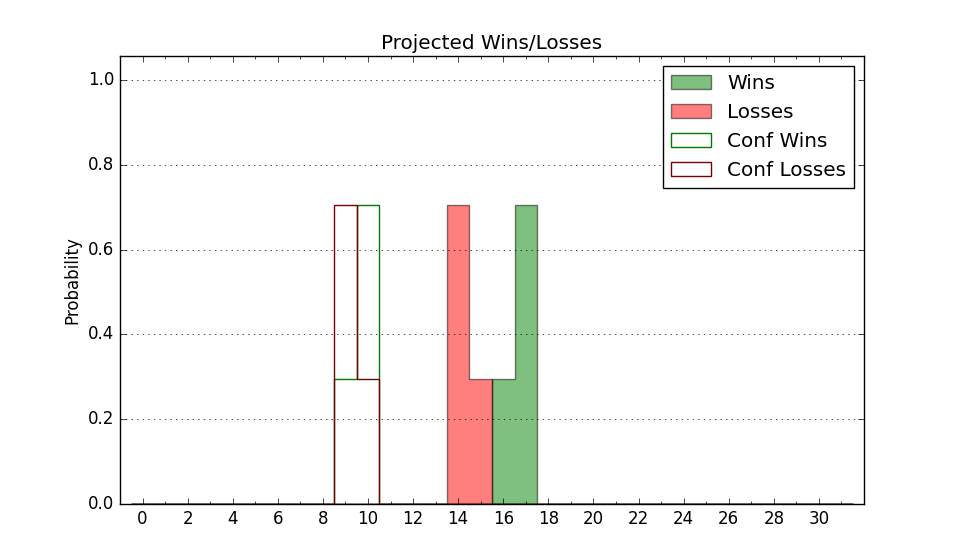 Projected Wins/Losses
1.0
0.8
0.6
0.4
0.2
0.0
Probability
Wins
Losses
Conf Wins
Conf Losses
0 2 4 6 8 10 12 14 16 18 20 22 24 26 28 30